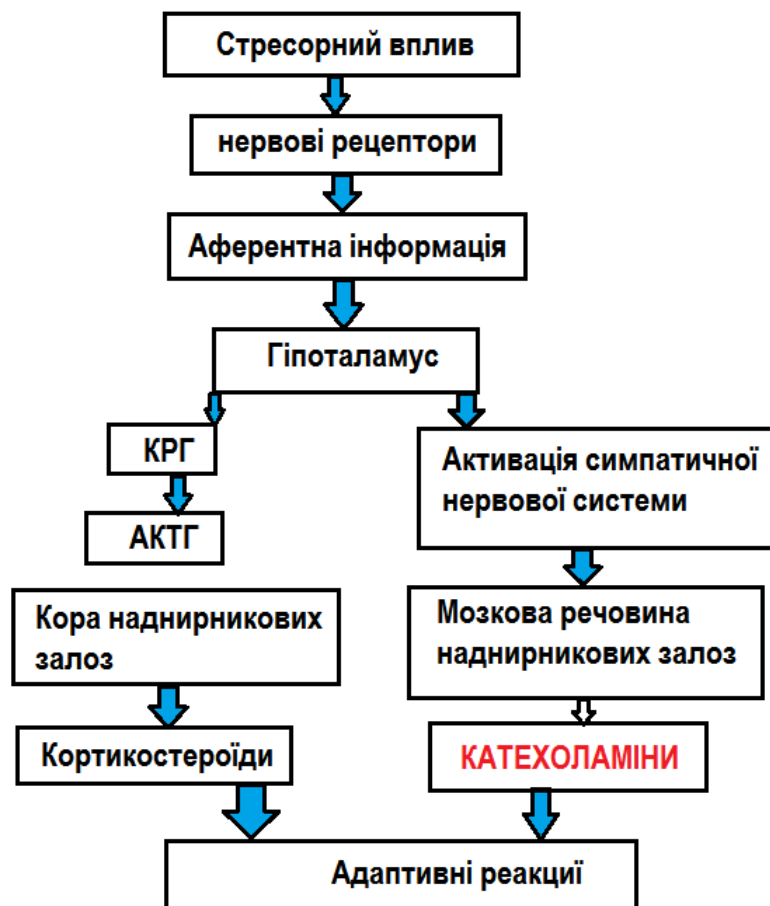 Стресорний вплив
нервові рецептори
Аферентна інформація
Гіпоталамус
КРГ
АКТГ
Кора наднирникових
залоз
Кортикостероїди
Активація симпатичної
нервової системи
Мозкова речовина
наднирникових залоз
КАТЕХОЛАМІНИ
Адаптивні реакциї